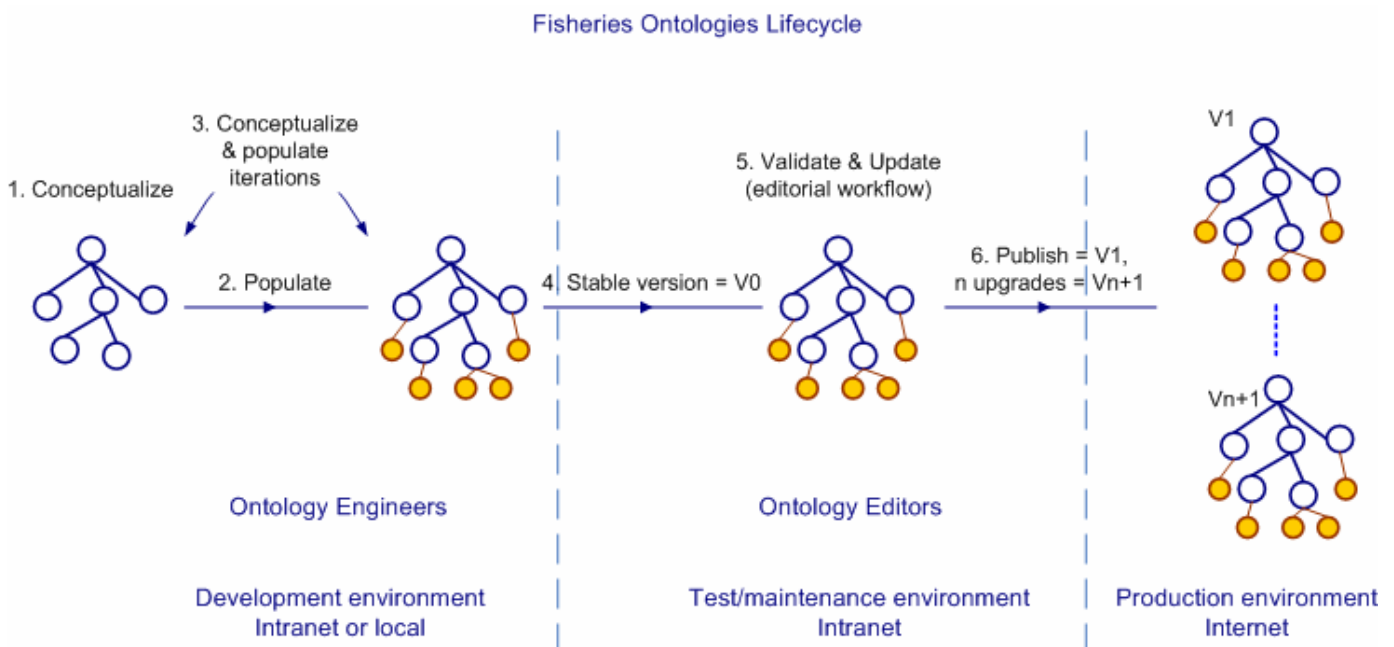 Fisheries Ontologies Lifecycle
3. Conceptualize
& populate
iterations
1. Conceptualize
2. Populate
4. Stable version = V0
5. Validate & Update
(editorial workflow)
6. Publish = V1,
n upgrades = Vn+1
V1
Vn+1
Ontology Engineers
Ontology Editors
Development environment
Intranet or local
Test/maintenance environment
Intranet
Production environment
Internet